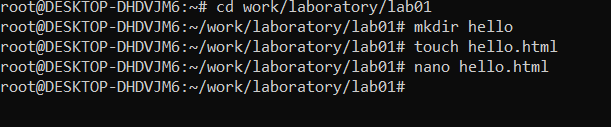 root@DESKTOP-DHDVJM6:~# cd work/laboratory/lab01
root@DESKTOP-DHDVJM6:~/work/laboratory/lab01# mkdir hello
root@DESKTOP-DHDVJM6:~/work/laboratory/lab01# touch hello.html
root@DESKTOP-DHDVJM6:~/work/laboratory/lab01# nano hello.html
root@DESKTOP-DHDVJM6:~/work/laboratory/lab01#